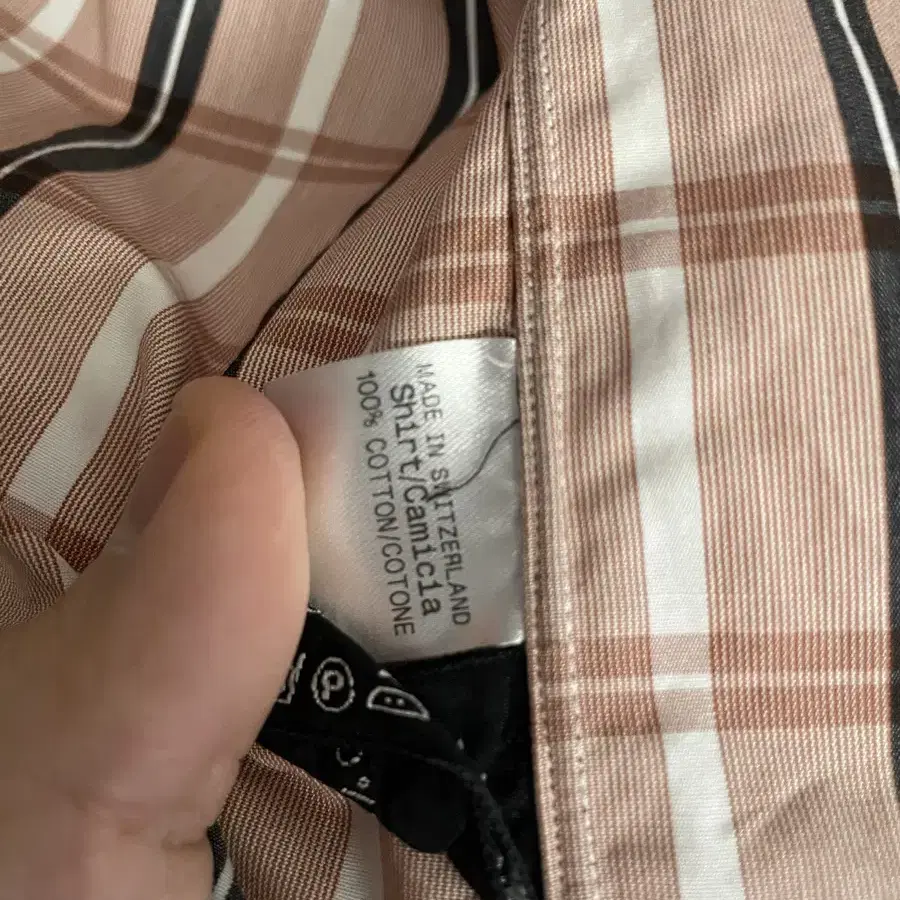 MADE IN SWITZERLAND
Shirt/Camicia
100% COTTON/COTONE